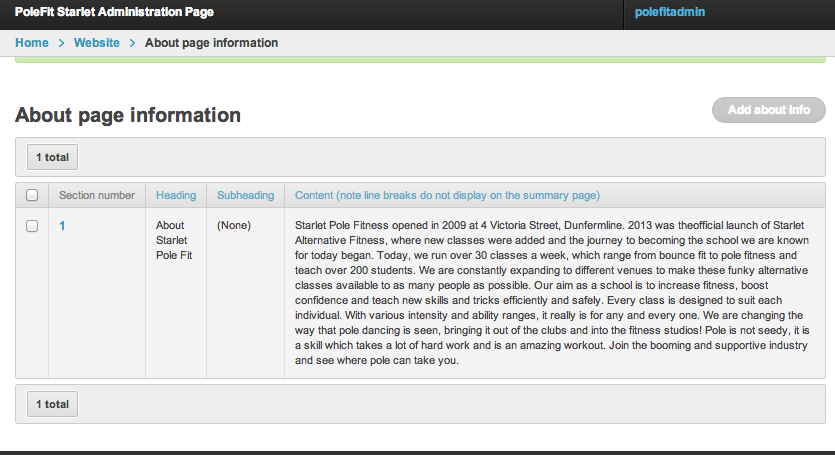 PoleFit Starlet Administration Page
polefitadmin
Home > Website > About page information
About page information
Add about info
1 total
Section number Heading Subheading Content (note line breaks do not display on the summary page)
1 About (None) Starlet Pole Fitness opened in 2009 at 4 Victoria Street, Dunfermline. 2013 was theofficial launch of Starlet
Starlet Alternative Fitness, where new classes were added and the journey to becoming the school we are known
Pole Fit for today began. Today, we run over 30 classes a week, which range from bounce fit to pole fitness and
teach over 200 students. We are constantly expanding to different venues to make these funky alternative
classes available to as many people as possible. Our aim as a school is to increase fitness, boost
confidence and teach new skills and tricks efficiently and safely. Every class is designed to suit each
individual. With various intensity and ability ranges, it really is for any and every one. We are changing the
way that pole dancing is seen, bringing it out of the clubs and into the fitness studios! Pole is not seedy, it is
a skill which takes a lot of hard work and is an amazing workout. Join the booming and supportive industry
and see where pole can take you.
1 total